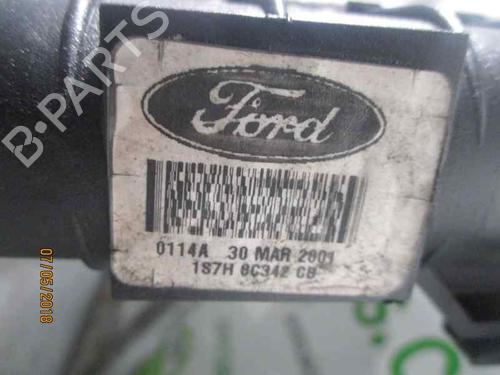 B-PARTS
Ford
0114A 30 MAR 2001
1S7H 8C342 CB
07/05/2018